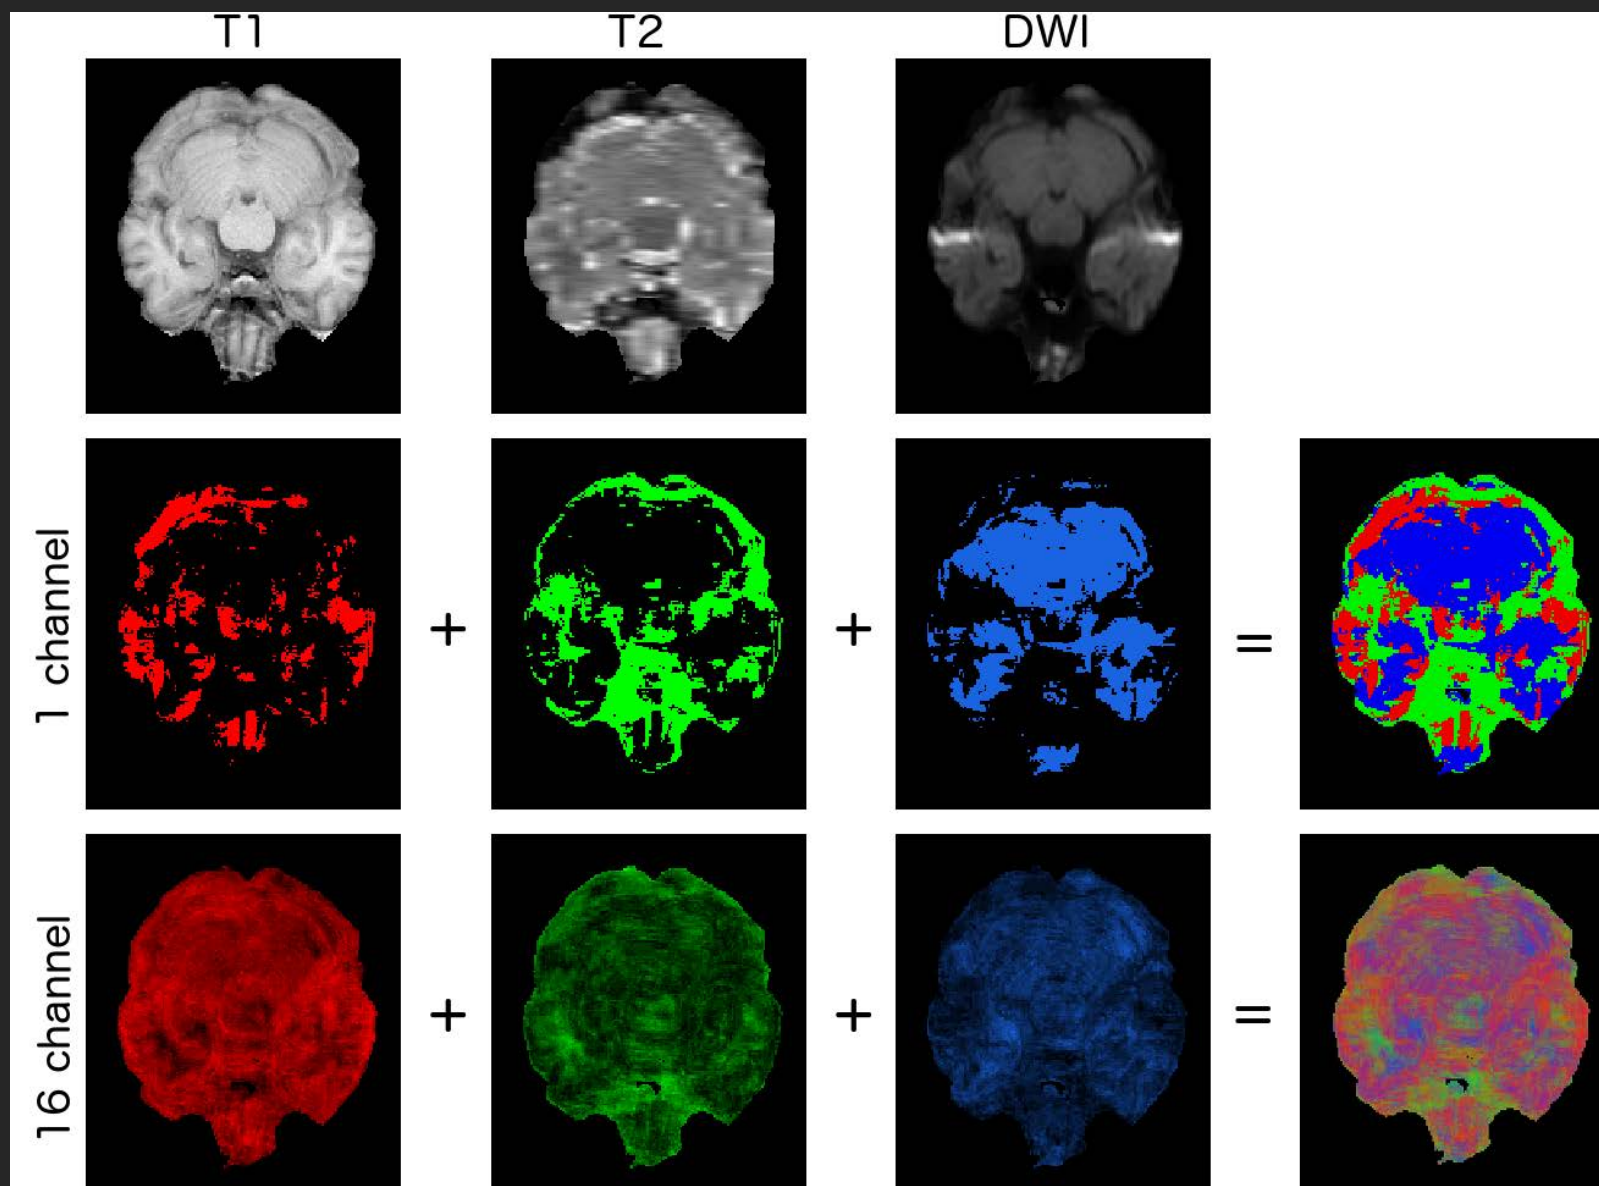 T1
T2
DWI
1 channel
+
+
=
16 channel
+
+
=